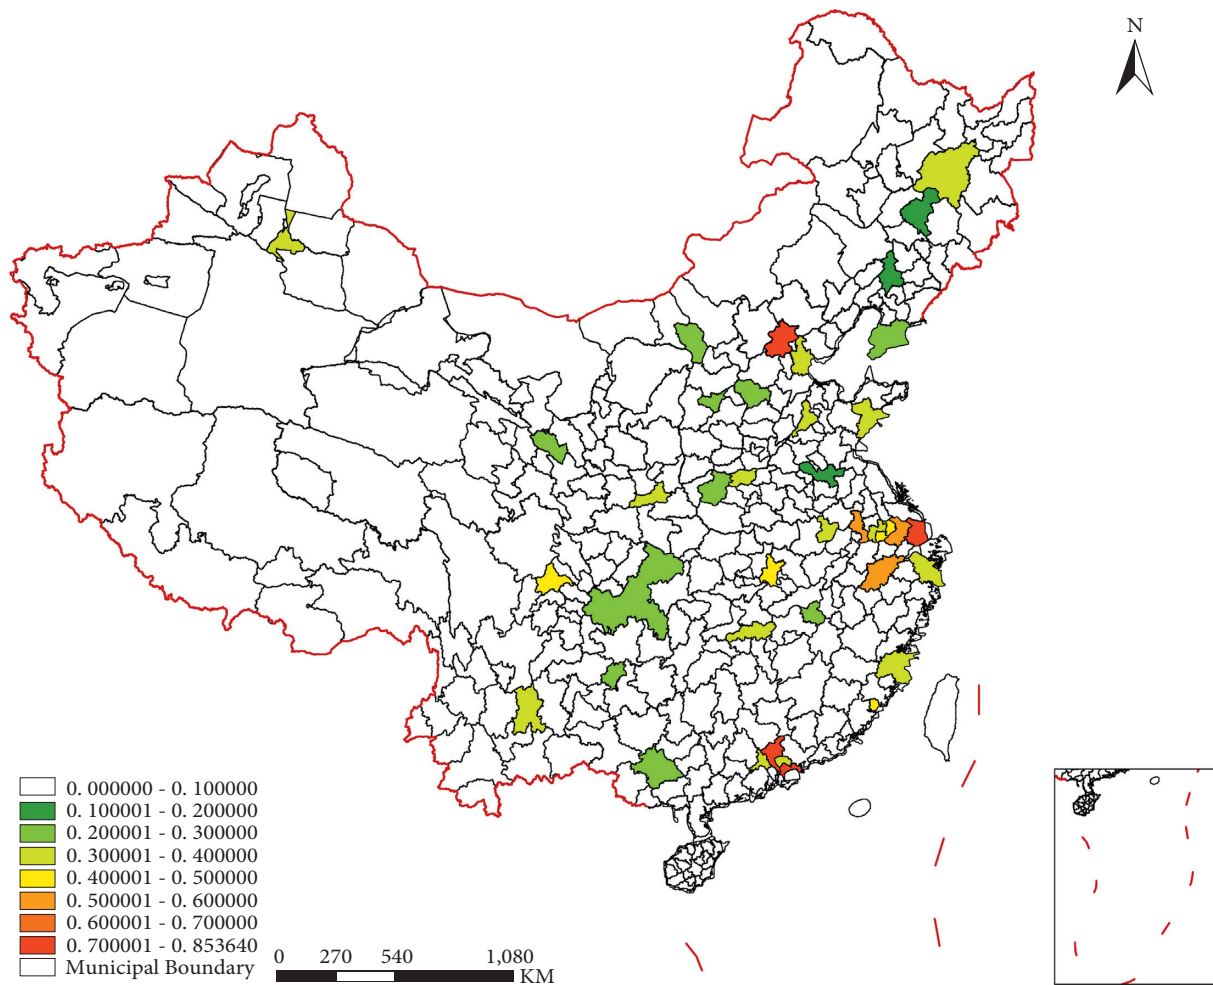 N
0. 000000 - 0. 100000
0. 100001 - 0. 200000
0. 200001 - 0. 300000
0. 300001 - 0. 400000
0. 400001 - 0. 500000
0. 500001 - 0. 600000
0. 600001 - 0. 700000
0. 700001 - 0. 853640
Municipal Boundary
0 270 540 1,080
KM